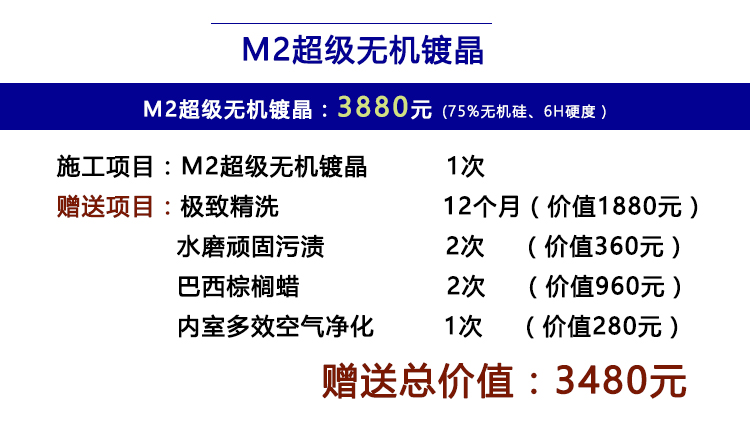 M2超级无机镀晶
M2超级无机镀晶：3880元 (75%无机硅、6H硬度）
施工项目：M2超级无机镀晶 1次
赠送项目：极致精洗 12个月（价值1880元）
水磨顽固污渍 2次 （价值360元）
巴西棕榈蜡 2次 （价值960元）
内室多效空气净化 1次 （价值280元）
赠送总价值：3480元